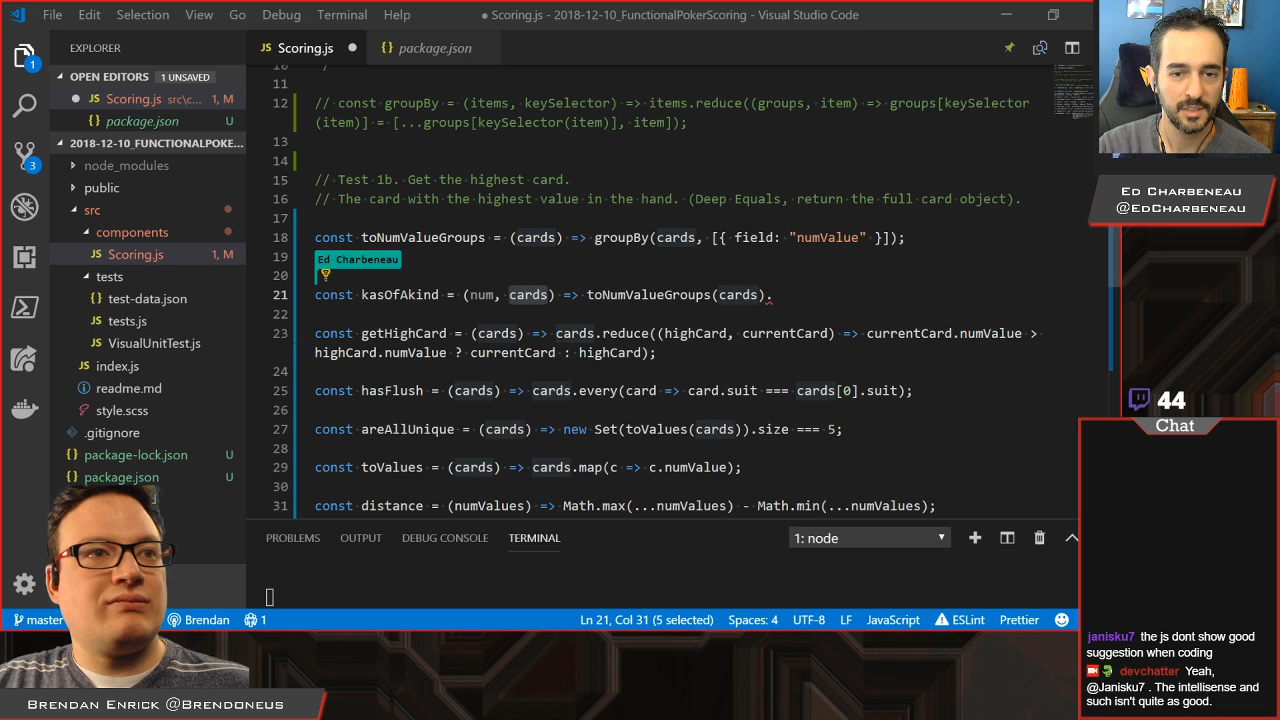 File Edit Selection View Go Debug Terminal Help
● Scoring.js - 2018-12-10_FunctionalPokerScoring - Visual Studio Code
EXPLORER
OPEN EDITORS 1 UNSAVED
Scoring.js src\c... 1, M
{} package.json U
2018-12-10_FUNCTIONALPOKE...
node_modules
public
src
components
JS Scoring.js 1, M
tests
{} test-data.json
JS tests.js
JS VisualUnitTest.js
JS index.js
readme.md
style.scss
.gitignore
{} package-lock.json U
{} package.json U
1
3
JS Scoring.js ●
{} package.json
11
12 // const groupBy = (items, keySelector) => items.reduce((groups, item) => groups[keySelector
(item)] = [...groups[keySelector(item)], item]);
13
14
15 // Test 1b. Get the highest card.
16 // The card with the highest value in the hand. (Deep Equals, return the full card object).
17
18 const toNumValueGroups = (cards) => groupBy(cards, [{ field: "numValue" }]);
19 Ed Charbeneau
20
21 const kasOfAkind = (num, cards) => toNumValueGroups(cards).
22
23 const getHighCard = (cards) => cards.reduce((highCard, currentCard) => currentCard.numValue >
highCard.numValue ? currentCard : highCard);
24
25 const hasFlush = (cards) => cards.every(card => card.suit === cards[0].suit);
26
27 const areAllUnique = (cards) => new Set(toValues(cards)).size === 5;
28
29 const toValues = (cards) => cards.map(c => c.numValue);
30
31 const distance = (numValues) => Math.max(...numValues) - Math.min(...numValues);
PROBLEMS OUTPUT DEBUG CONSOLE TERMINAL
1: node
master
Brendan
1
Ln 21, Col 31 (5 selected) Spaces: 4 UTF-8 LF JavaScript ESLint Prettier
Ed Charbeneau
@EdCharbeneau
44
Chat
janisku7 the js dont show good
suggestion when coding
devchatter Yeah,
@Janisku7 . The intellisense and
such isn't quite as good.
Brendan Enrick @Brendoneus